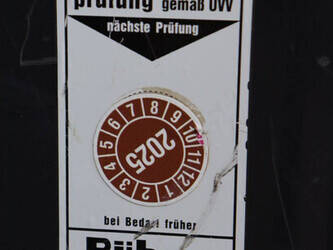 prüfung gemäß UVV
nächste Prüfung
1 2 3 4 5 6 7 8 9 10 11 12
2025
bei Bedarf früher